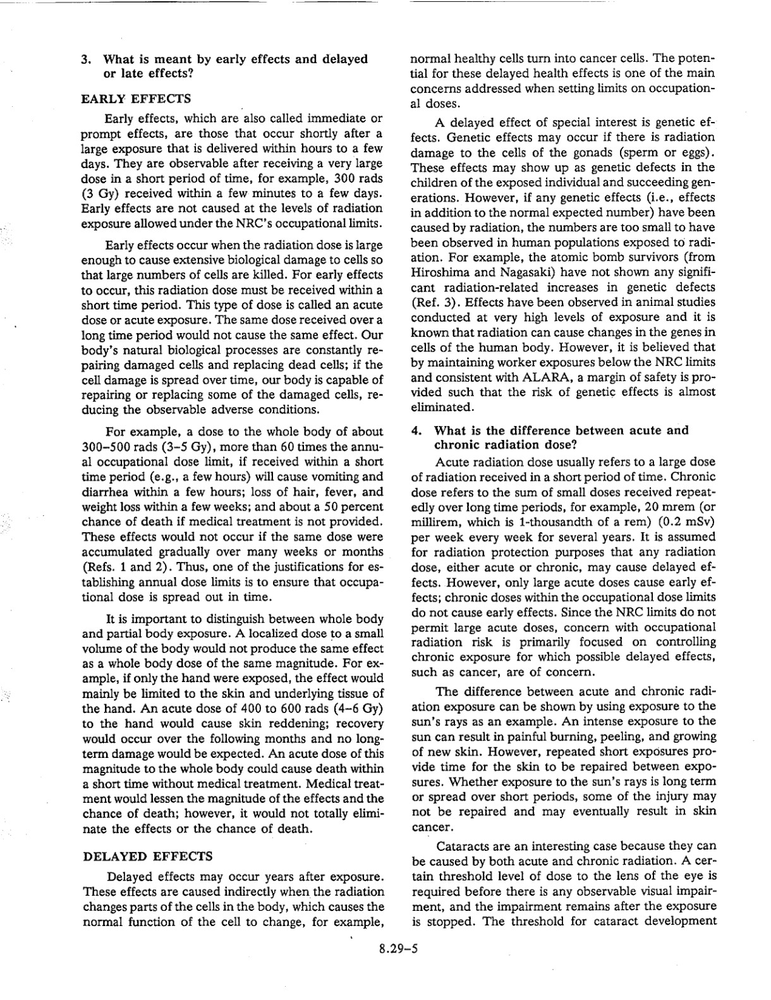 3. What is meant by early effects and delayed
or late effects?
EARLY EFFECTS
Early effects, which are also called immediate or
prompt effects, are those that occur shortly after a
large exposure that is delivered within hours to a few
days. They are observable after receiving a very large
dose in a short period of time, for example, 300 rads
(3 Gy) received within a few minutes to a few days.
Early effects are not caused at the levels of radiation
exposure allowed under the NRC's occupational limits.
Early effects occur when the radiation dose is large
enough to cause extensive biological damage to cells so
that large numbers of cells are killed. For early effects
to occur, this radiation dose must be received within a
short time period. This type of dose is called an acute
dose or acute exposure. The same dose received over a
long time period would not cause the same effect. Our
body's natural biological processes are constantly re-
pairing damaged cells and replacing dead cells; if the
cell damage is spread over time, our body is capable of
repairing or replacing some of the damaged cells, re-
ducing the observable adverse conditions.
For example, a dose to the whole body of about
300–500 rads (3–5 Gy), more than 60 times the annu-
al occupational dose limit, if received within a short
time period (e.g., a few hours) will cause vomiting and
diarrhea within a few hours; loss of hair, fever, and
weight loss within a few weeks; and about a 50 percent
chance of death if medical treatment is not provided.
These effects would not occur if the same dose were
accumulated gradually over many weeks or months
(Refs. 1 and 2). Thus, one of the justifications for es-
tablishing annual dose limits is to ensure that occupa-
tional dose is spread out in time.
It is important to distinguish between whole body
and partial body exposure. A localized dose to a small
volume of the body would not produce the same effect
as a whole body dose of the same magnitude. For ex-
ample, if only the hand were exposed, the effect would
mainly be limited to the skin and underlying tissue of
the hand. An acute dose of 400 to 600 rads (4–6 Gy)
to the hand would cause skin reddening; recovery
would occur over the following months and no long-
term damage would be expected. An acute dose of this
magnitude to the whole body could cause death within
a short time without medical treatment. Medical treat-
ment would lessen the magnitude of the effects and the
chance of death; however, it would not totally elimi-
nate the effects or the chance of death.
DELAYED EFFECTS
Delayed effects may occur years after exposure.
These effects are caused indirectly when the radiation
changes parts of the cells in the body, which causes the
normal function of the cell to change, for example,
normal healthy cells turn into cancer cells. The poten-
tial for these delayed health effects is one of the main
concerns addressed when setting limits on occupation-
al doses.
A delayed effect of special interest is genetic ef-
fects. Genetic effects may occur if there is radiation
damage to the cells of the gonads (sperm or eggs).
These effects may show up as genetic defects in the
children of the exposed individual and succeeding gen-
erations. However, if any genetic effects (i.e., effects
in addition to the normal expected number) have been
caused by radiation, the numbers are too small to have
been observed in human populations exposed to radi-
ation. For example, the atomic bomb survivors (from
Hiroshima and Nagasaki) have not shown any signifi-
cant radiation-related increases in genetic defects
(Ref. 3). Effects have been observed in animal studies
conducted at very high levels of exposure and it is
known that radiation can cause changes in the genes in
cells of the human body. However, it is believed that
by maintaining worker exposures below the NRC limits
and consistent with ALARA, a margin of safety is pro-
vided such that the risk of genetic effects is almost
eliminated.
4. What is the difference between acute and
chronic radiation dose?
Acute radiation dose usually refers to a large dose
of radiation received in a short period of time. Chronic
dose refers to the sum of small doses received repeat-
edly over long time periods, for example, 20 mrem (or
millirem, which is 1-thousandth of a rem) (0.2 mSv)
per week every week for several years. It is assumed
for radiation protection purposes that any radiation
dose, either acute or chronic, may cause delayed ef-
fects. However, only large acute doses cause early ef-
fects; chronic doses within the occupational dose limits
do not cause early effects. Since the NRC limits do not
permit large acute doses, concern with occupational
radiation risk is primarily focused on controlling
chronic exposure for which possible delayed effects,
such as cancer, are of concern.
The difference between acute and chronic radi-
ation exposure can be shown by using exposure to the
sun's rays as an example. An intense exposure to the
sun can result in painful burning, peeling, and growing
of new skin. However, repeated short exposures pro-
vide time for the skin to be repaired between expo-
sures. Whether exposure to the sun's rays is long term
or spread over short periods, some of the injury may
not be repaired and may eventually result in skin
cancer.
Cataracts are an interesting case because they can
be caused by both acute and chronic radiation. A cer-
tain threshold level of dose to the lens of the eye is
required before there is any observable visual impair-
ment, and the impairment remains after the exposure
is stopped. The threshold for cataract development
8.29–5